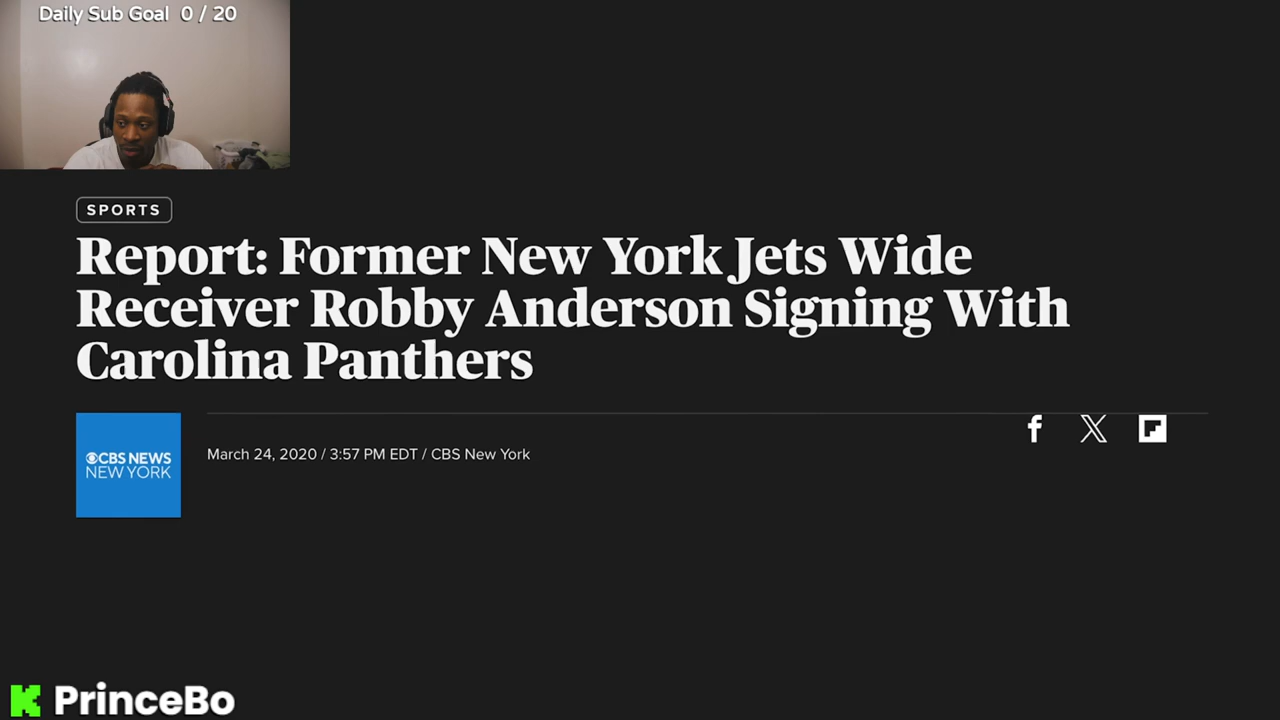 Daily Sub Goal 0 / 20
SPORTS
Report: Former New York Jets Wide
Receiver Robby Anderson Signing With
Carolina Panthers
CBS NEWS
NEW YORK
March 24, 2020 / 3:57 PM EDT / CBS New York
PrinceBo